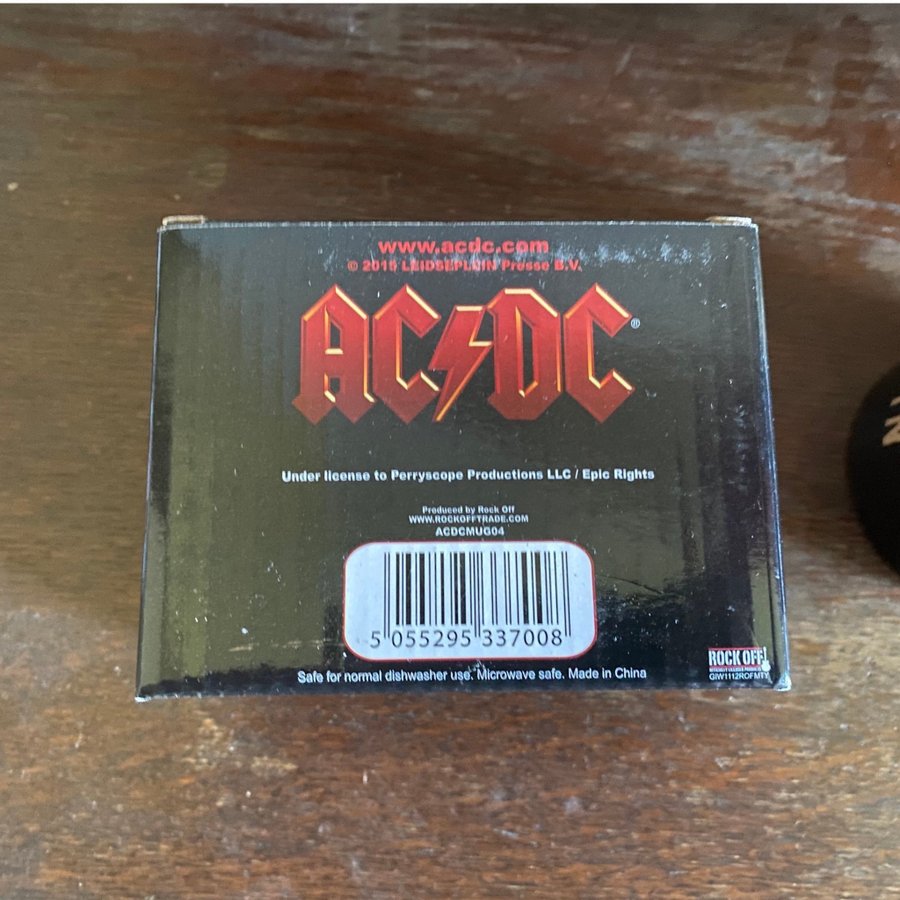 www.acdc.com
© 2015 LEIDSEPLEIN Presse B.V.
AC DC ®
Under license to Perryscope Productions LLC / Epic Rights
Produced by Rock Off
WWW.ROCKOFFTRADE.COM
ACDCMUG04
5 055295 337008
ROCK OFF!
GIW1112ROFMTY
Safe for normal dishwasher use. Microwave safe. Made in China